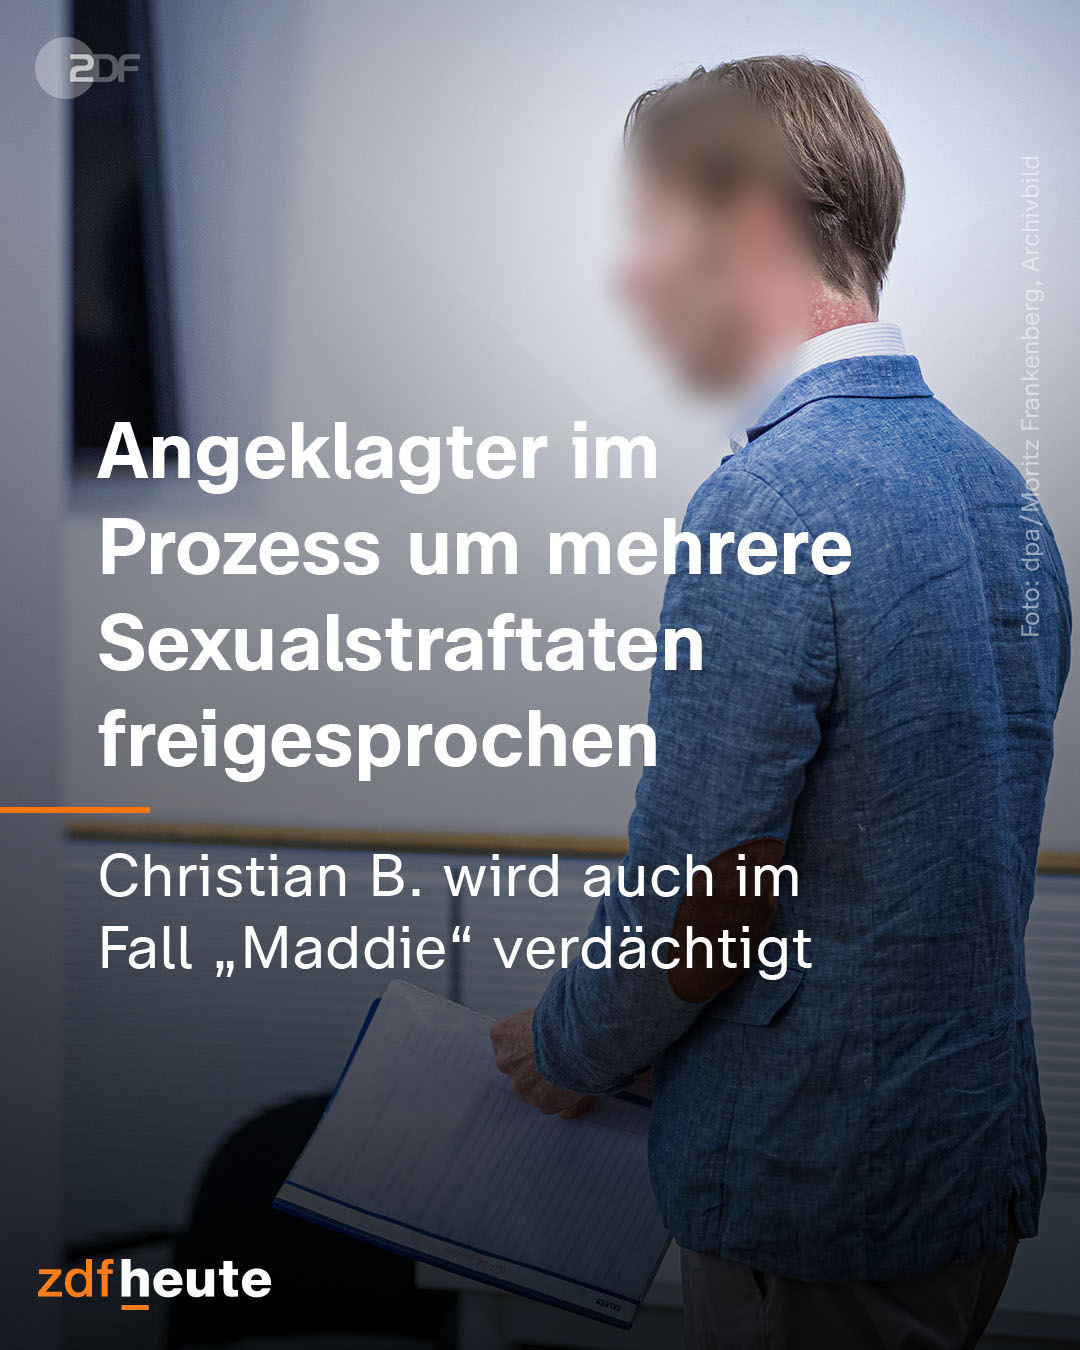 ZDF
Foto: dpa/Moritz Frankenberg, Archivbild
Angeklagter im
Prozess um mehrere
Sexualstraftaten
freigesprochen
Christian B. wird auch im
Fall „Maddie“ verdächtigt
FALKEN
zdfheute